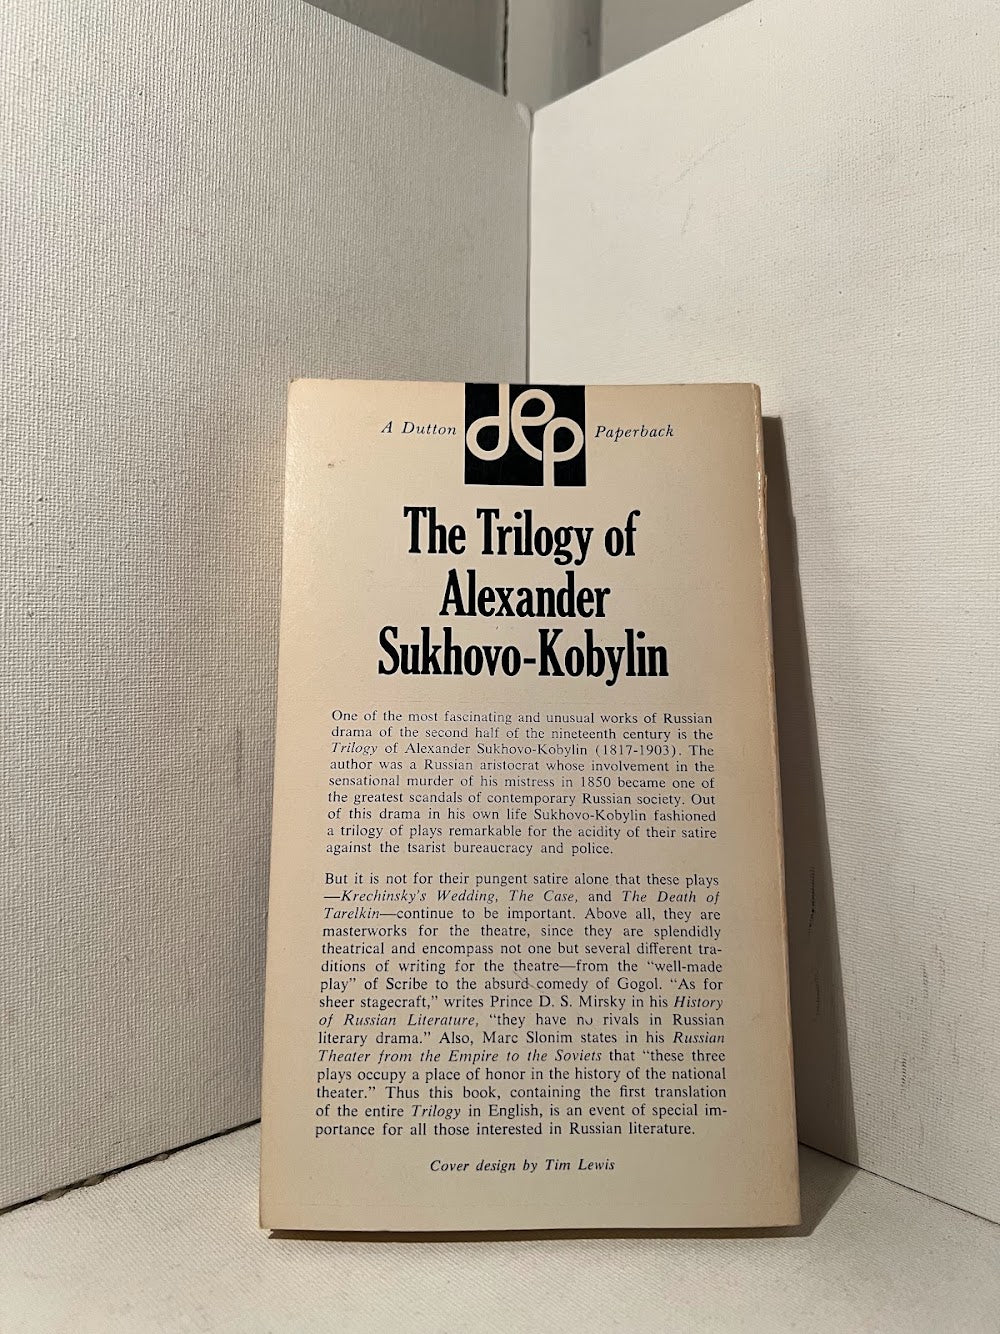 A Dutton dep Paperback
The Trilogy of
Alexander
Sukhovo-Kobylin
One of the most fascinating and unusual works of Russian
drama of the second half of the nineteenth century is the
Trilogy of Alexander Sukhovo-Kobylin (1817-1903). The
author was a Russian aristocrat whose involvement in the
sensational murder of his mistress in 1850 became one of
the greatest scandals of contemporary Russian society. Out
of this drama in his own life Sukhovo-Kobylin fashioned
a trilogy of plays remarkable for the acidity of their satire
against the tsarist bureaucracy and police.
But it is not for their pungent satire alone that these plays
—Krechinsky's Wedding, The Case, and The Death of
Tarelkin—continue to be important. Above all, they are
masterworks for the theatre, since they are splendidly
theatrical and encompass not one but several different tra-
ditions of writing for the theatre—from the “well-made
play” of Scribe to the absurd comedy of Gogol. “As for
sheer stagecraft,” writes Prince D. S. Mirsky in his History
of Russian Literature, “they have no rivals in Russian
literary drama.” Also, Marc Slonim states in his Russian
Theater from the Empire to the Soviets that “these three
plays occupy a place of honor in the history of the national
theater.” Thus this book, containing the first translation
of the entire Trilogy in English, is an event of special im-
portance for all those interested in Russian literature.
Cover design by Tim Lewis